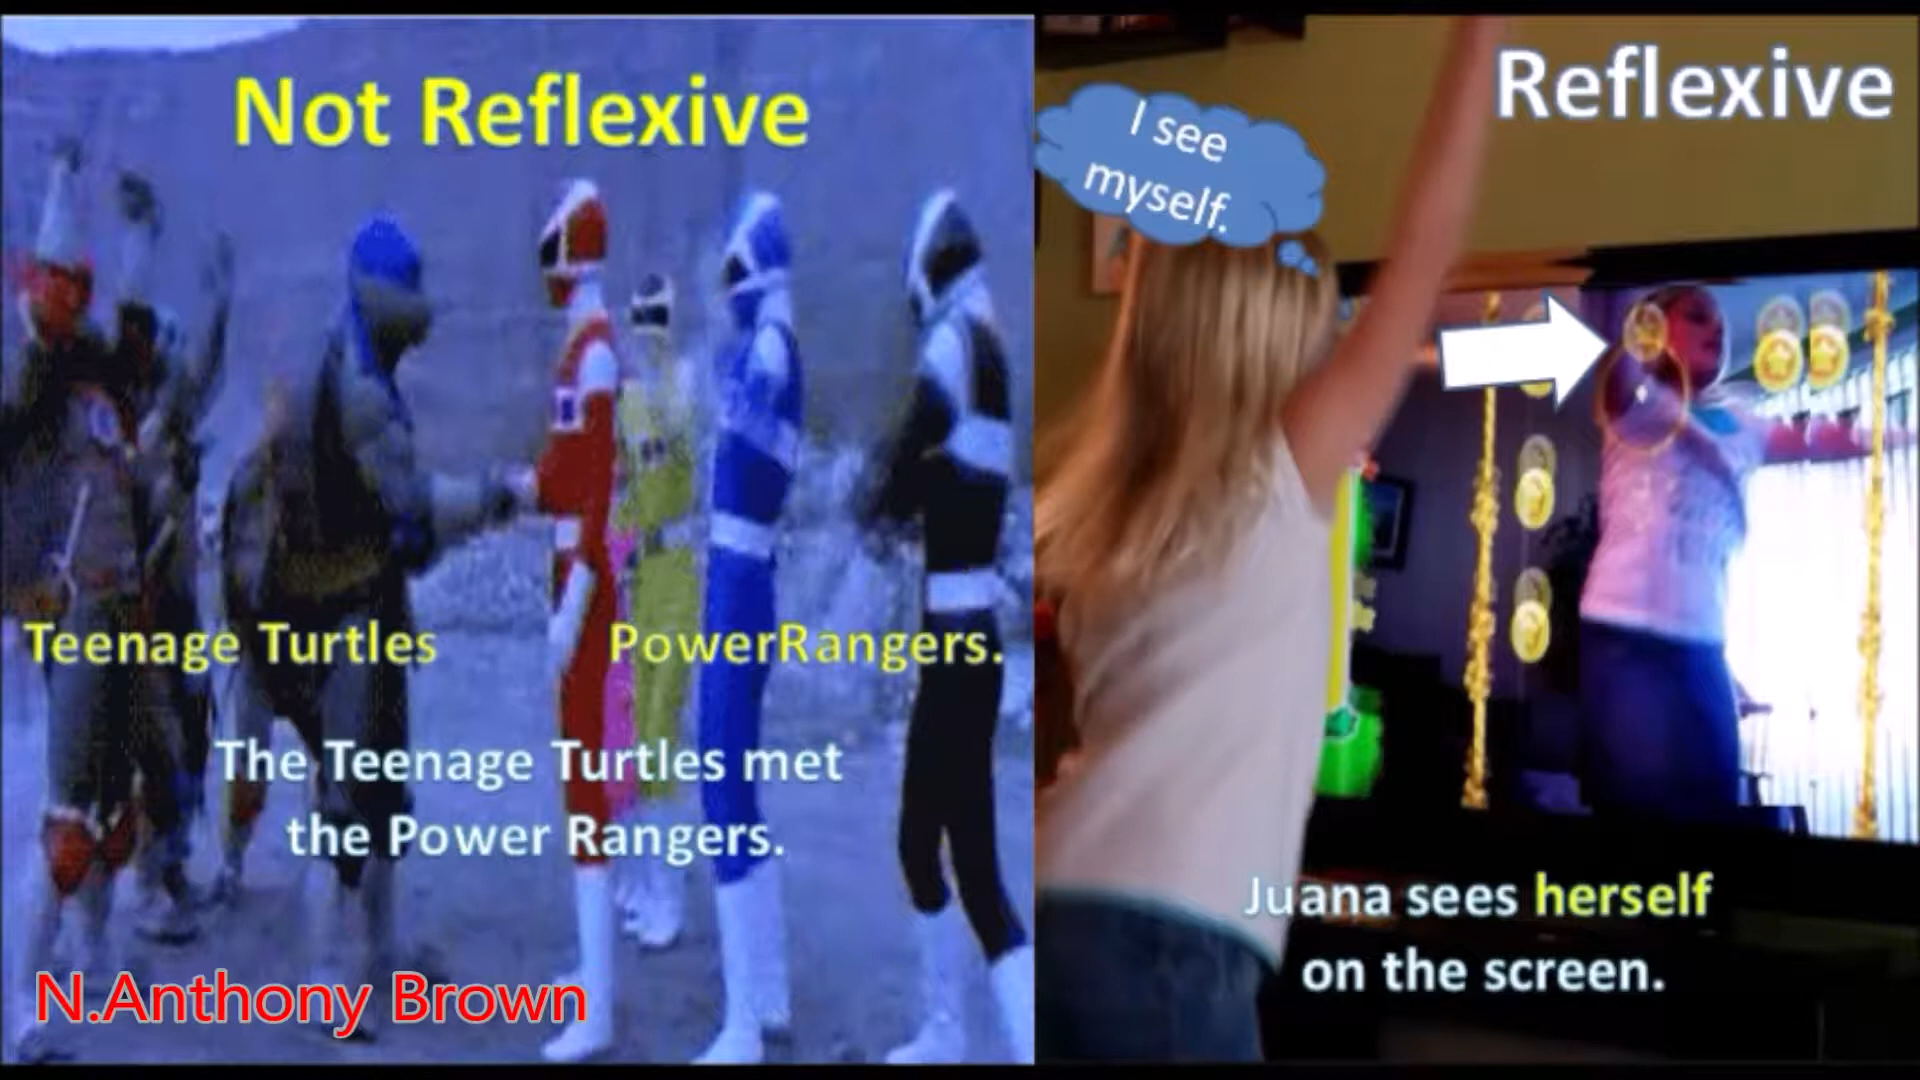 Not Reflexive
Teenage Turtles
PowerRangers.
The Teenage Turtles met
the Power Rangers.
N.Anthony Brown
Reflexive
I see
myself.
Juana sees herself
on the screen.